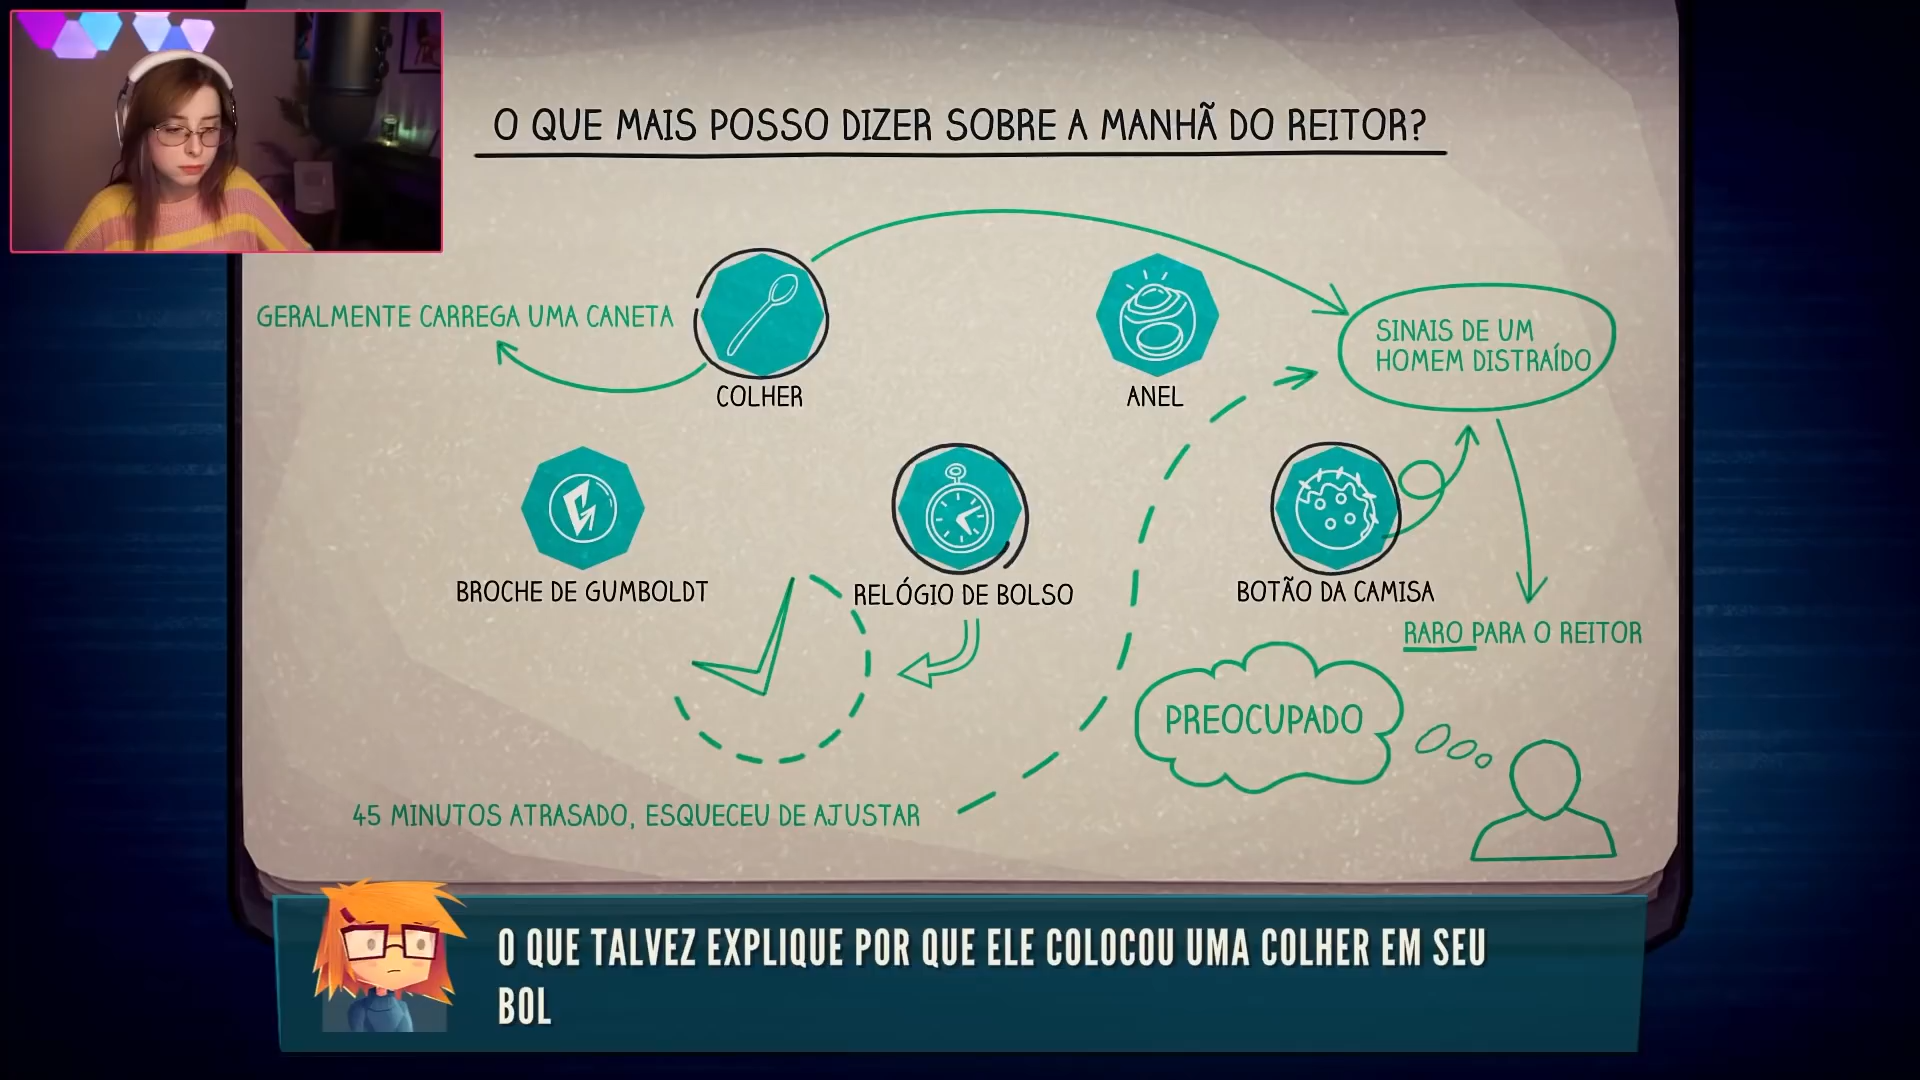 O QUE MAIS POSSO DIZER SOBRE A MANHÃ DO REITOR?
GERALMENTE CARREGA UMA CANETA
COLHER
ANEL
SINAIS DE UM
HOMEM DISTRAÍDO
BROCHE DE GUMBOLDT
RELÓGIO DE BOLSO
BOTÃO DA CAMISA
RARO PARA O REITOR
PREOCUPADO
45 MINUTOS ATRASADO, ESQUECEU DE AJUSTAR
O QUE TALVEZ EXPLIQUE POR QUE ELE COLOCOU UMA COLHER EM SEU
BOL